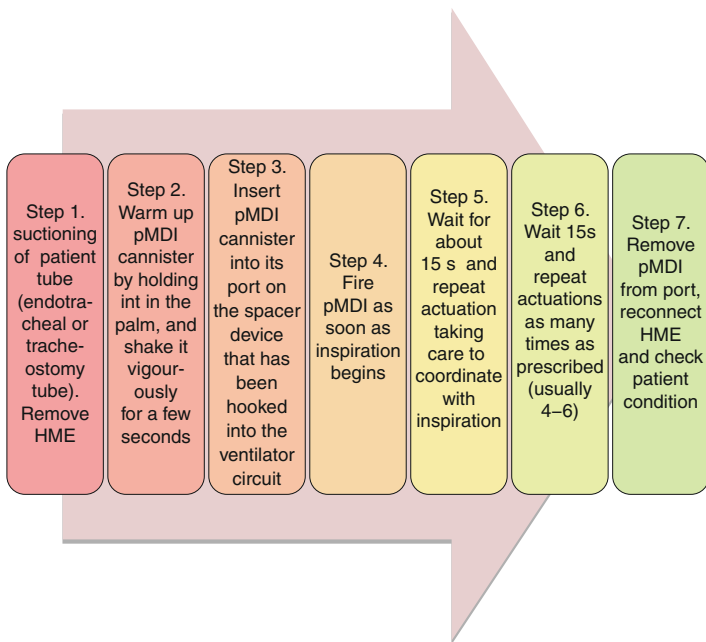 Step 1.
suctioning
of patient
tube
(endotra-
cheal or
trache-
ostomy
tube).
Remove
HME
Step 2.
Warm up
pMDI
cannister
by holding
int in the
palm, and
shake it
vigour-
ously
for a few
seconds
Step 3.
Insert
pMDI
cannister
into its
port on
the spacer
device
that has
been
hooked
into the
ventilator
circuit
Step 4.
Fire
pMDI as
soon as
inspiration
begins
Step 5.
Wait for
about
15 s and
repeat
actuation
taking
care to
coordinate
with
inspiration
Step 6.
Wait 15s
and
repeat
actuations
as many
times as
prescribed
(usually
4–6)
Step 7.
Remove
pMDI
from port,
reconnect
HME
and check
patient
condition